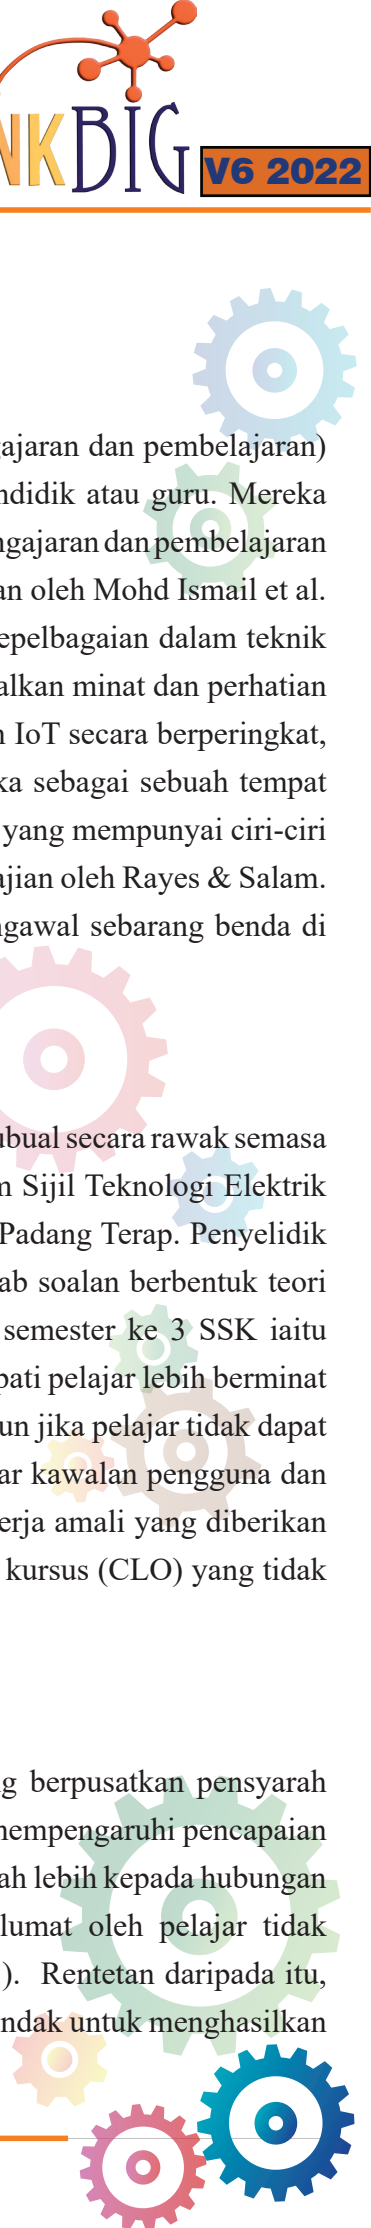 NKBIG
V6 2022
gajaran dan pembelajaran)
ndidik atau guru. Mereka
ngajaran dan pembelajaran
an oleh Mohd Ismail et al.
epelbagaian dalam teknik
alkan minat dan perhatian
n IoT secara berperingkat,
ka sebagai sebuah tempat
yang mempunyai ciri-ciri
ajian oleh Rayes & Salam.
ngawal sebarang benda di
ubual secara rawak semasa
m Sijil Teknologi Elektrik
Padang Terap. Penyelidik
ab soalan berbentuk teori
semester ke 3 SSK iaitu
pati pelajar lebih berminat
un jika pelajar tidak dapat
ar kawalan pengguna dan
erja amali yang diberikan
kursus (CLO) yang tidak
ng berpusatkan pensyarah
mempengaruhi pencapaian
ah lebih kepada hubungan
lumat oleh pelajar tidak
). Rentetan daripada itu,
ndak untuk menghasilkan